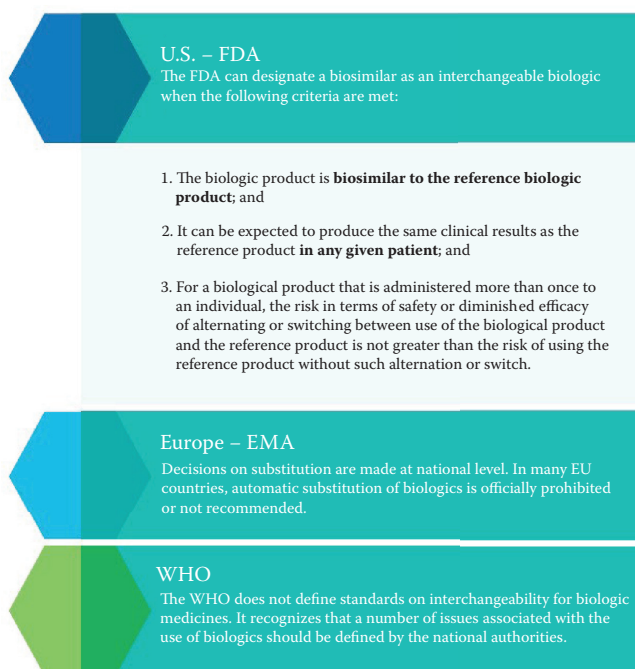 U.S. – FDA
The FDA can designate a biosimilar as an interchangeable biologic
when the following criteria are met:
1. The biologic product is biosimilar to the reference biologic
product; and
2. It can be expected to produce the same clinical results as the
reference product in any given patient; and
3. For a biological product that is administered more than once to
an individual, the risk in terms of safety or diminished efficacy
of alternating or switching between use of the biological product
and the reference product is not greater than the risk of using the
reference product without such alternation or switch.
Europe – EMA
Decisions on substitution are made at national level. In many EU
countries, automatic substitution of biologics is officially prohibited
or not recommended.
WHO
The WHO does not define standards on interchangeability for biologic
medicines. It recognizes that a number of issues associated with the
use of biologics should be defined by the national authorities.